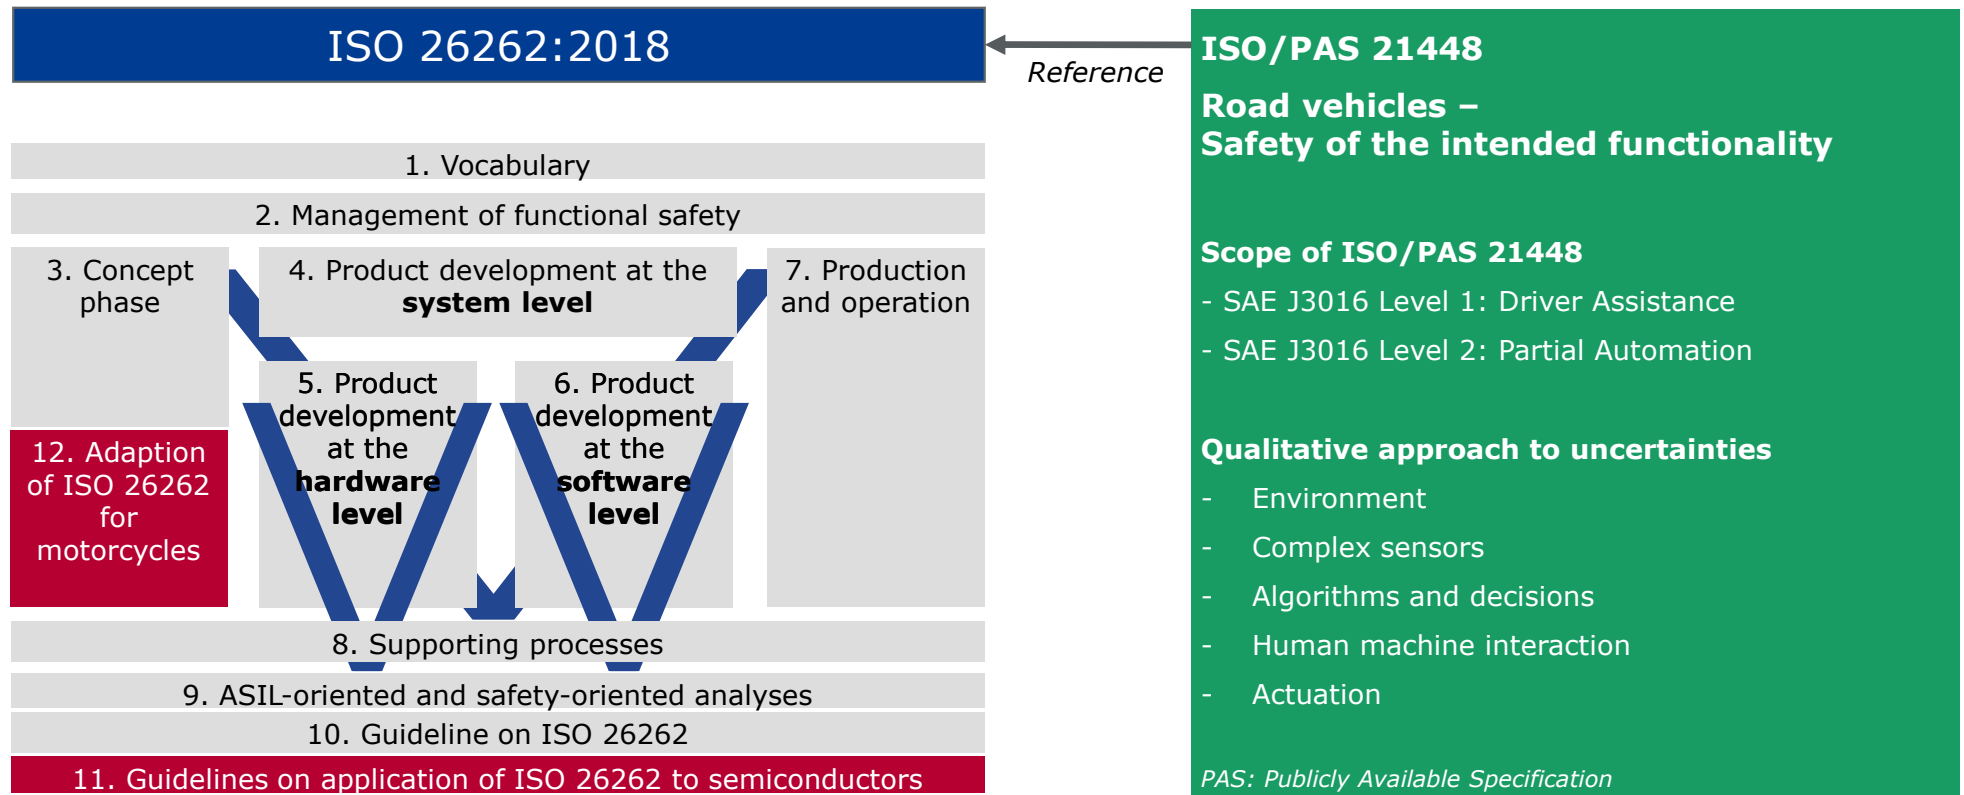 ISO 26262:2018
Reference
1. Vocabulary
2. Management of functional safety
3. Concept
phase
4. Product development at the
system level
7. Production
and operation
5. Product
development
at the
hardware
level
6. Product
development
at the
software
level
12. Adaption
of ISO 26262
for
motorcycles
8. Supporting processes
9. ASIL-oriented and safety-oriented analyses
10. Guideline on ISO 26262
11. Guidelines on application of ISO 26262 to semiconductors
ISO/PAS 21448
Road vehicles –
Safety of the intended functionality
Scope of ISO/PAS 21448
- SAE J3016 Level 1: Driver Assistance
- SAE J3016 Level 2: Partial Automation
Qualitative approach to uncertainties
- Environment
- Complex sensors
- Algorithms and decisions
- Human machine interaction
- Actuation
PAS: Publicly Available Specification